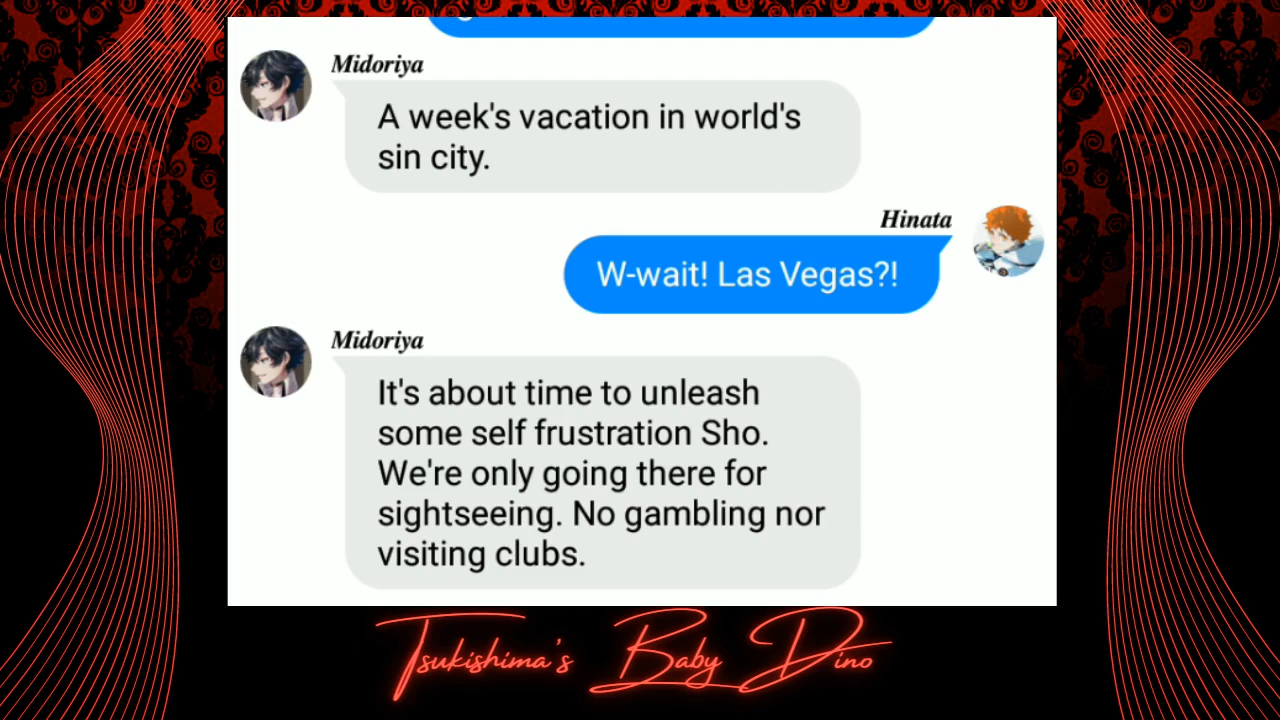 Midoriya
A week's vacation in world's
sin city.
Hinata
W-wait! Las Vegas?!
Midoriya
It's about time to unleash
some self frustration Sho.
We're only going there for
sightseeing. No gambling nor
visiting clubs.
Tsukishima's Baby Dino